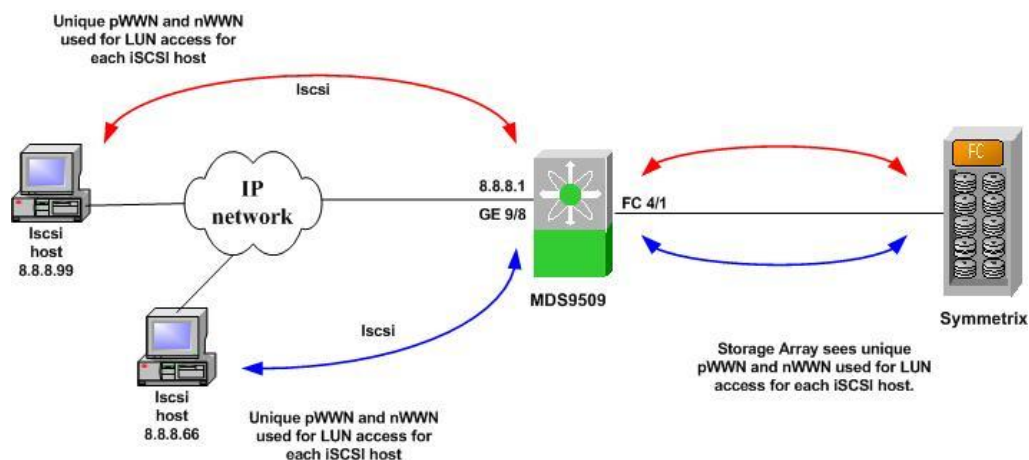 Unique pWWN and nWWN
used for LUN access for
each iSCSI host
Iscsi
FC
IP
network
8.8.8.1
GE 9/8
FC 4/1
Iscsi
host
8.8.8.99
MDS9509
Symmetrix
Iscsi
Iscsi
host
8.8.8.66
Storage Array sees unique
pWWN and nWWN used for LUN
access for each iSCSI host.
Unique pWWN and nWWN
used for LUN access for
each iSCSI host